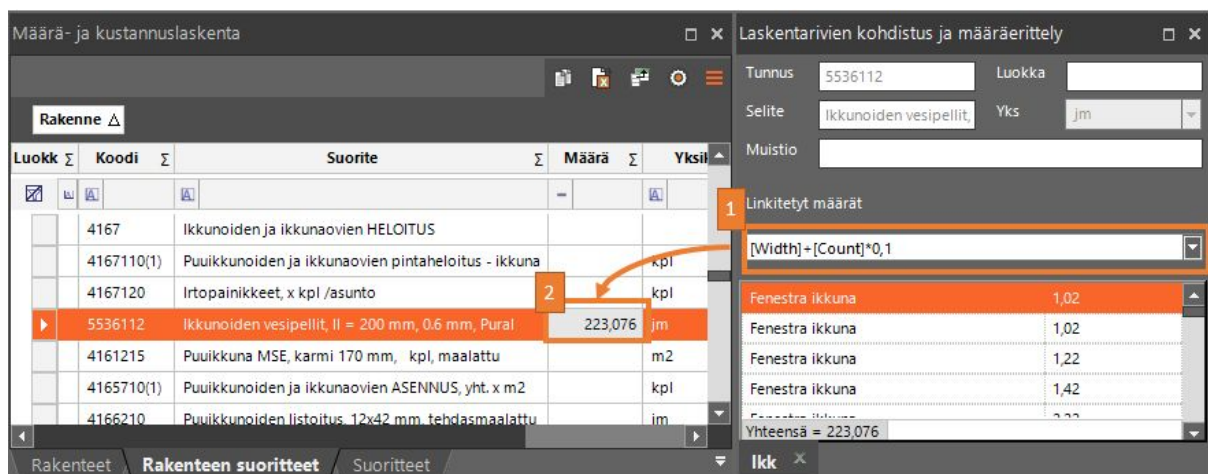 Määrä- ja kustannuslaskenta
Rakenne
Luokk Σ Koodi Σ Suorite Σ Määrä Σ Yksil
4167 Ikkunoiden ja ikkunaovien HELOITUS
4167110(1) Puuikkunoiden ja ikkunaovien pintaheloitus - ikkuna kpl
4167120 Irtopainikkeet, x kpl /asunto kpl
5536112 Ikkunoiden vesipellit, II = 200 mm, 0.6 mm, Pural 223,076 jm
4161215 Puuikkuna MSE, karmi 170 mm, kpl, maalattu m2
4165710(1) Puuikkunoiden ja ikkunaovien ASENNUS, yht. x m2 kpl
4166210 Puuikkunoiden listoitus, 12x42 mm, tehdasmaalattu jm
Rakenteet Rakenteen suoritteet Suoritteet
2
Laskentarivien kohdistus ja määräerittely
Tunnus 5536112 Luokka
Selite Ikkunoiden vesipellit, Yks jm
Muistio
1
Linkitetyt määrät
[Width]+[Count]*0,1
Fenestra ikkuna 1,02
Fenestra ikkuna 1,02
Fenestra ikkuna 1,22
Fenestra ikkuna 1,42
Yhteensä = 223,076
Ikk